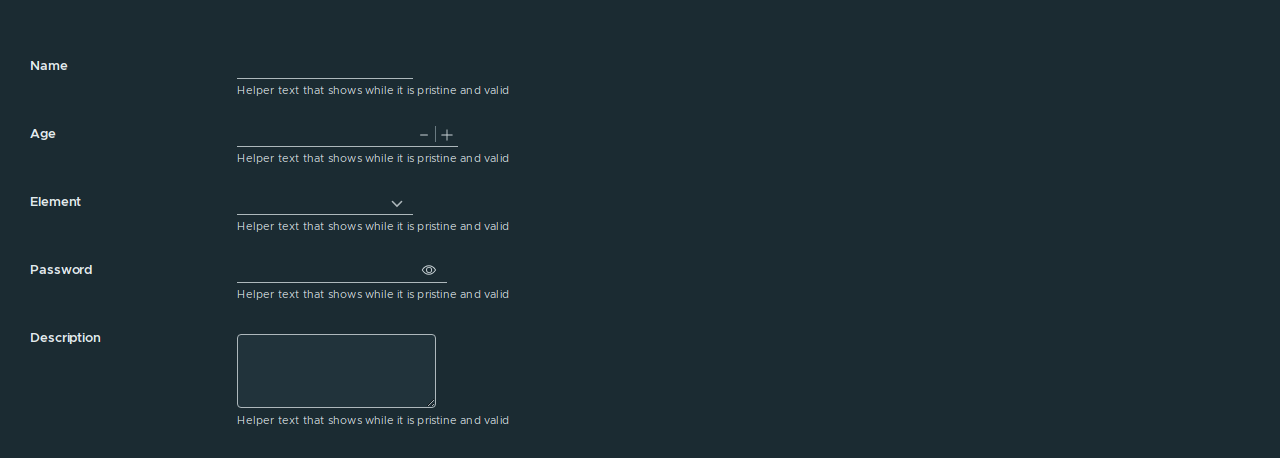 Name
Helper text that shows while it is pristine and valid
Age
Helper text that shows while it is pristine and valid
Element
Helper text that shows while it is pristine and valid
Password
Helper text that shows while it is pristine and valid
Description
Helper text that shows while it is pristine and valid